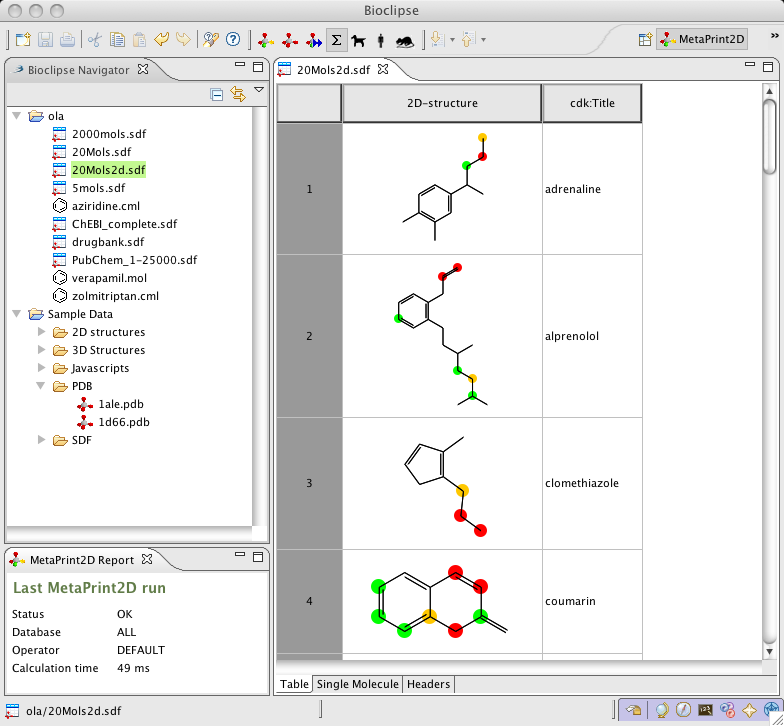 Bioclipse
MetaPrint2D
Bioclipse Navigator
ola
2000mols.sdf
20Mols.sdf
20Mols2d.sdf
5mols.sdf
aziridine.cml
ChEBI_complete.sdf
drugbank.sdf
PubChem_1-25000.sdf
verapamil.mol
zolmitriptan.cml
Sample Data
2D structures
3D Structures
Javascripts
PDB
1ale.pdb
1d66.pdb
SDF
MetaPrint2D Report
Last MetaPrint2D run
Status OK
Database ALL
Operator DEFAULT
Calculation time 49 ms
20Mols2d.sdf
2D-structure cdk:Title
1 adrenaline
2 alprenolol
3 clomethiazole
4 coumarin
Table Single Molecule Headers
ola/20Mols2d.sdf